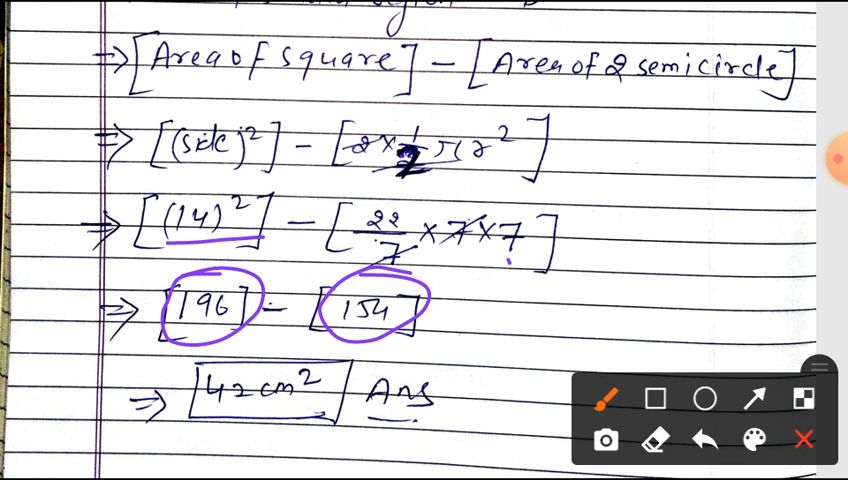 => [Area of square] - [Area of 2 semicircle]
=> [(side)²] - [2 × 1/2 πr²]
=> [(14)²] - [22/7 × 7 × 7]
=> [196] - [154]
=> 42 cm² Ans